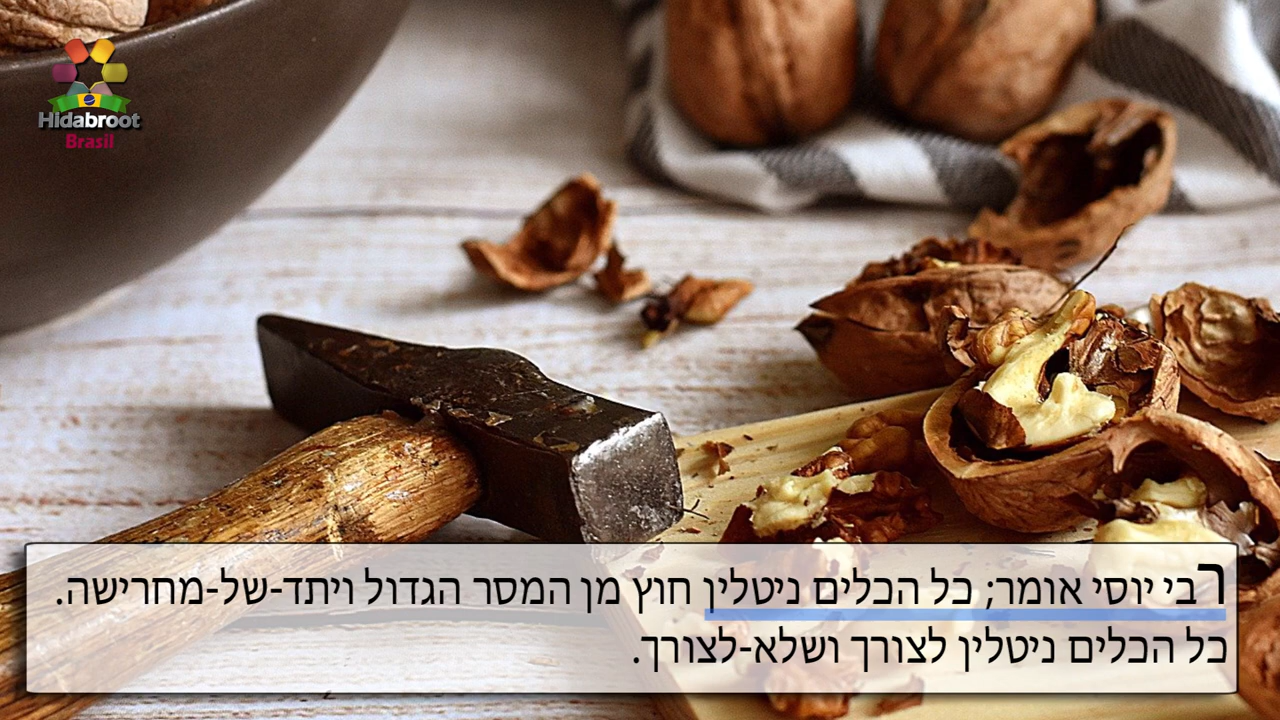 Hidabroot
Brasil
רבי יוסי אומר; כל הכלים ניטלין חוץ מן המסר הגדול ויתד-של-מחרישה.
כל הכלים ניטלין לצורך ושלא-לצורך.